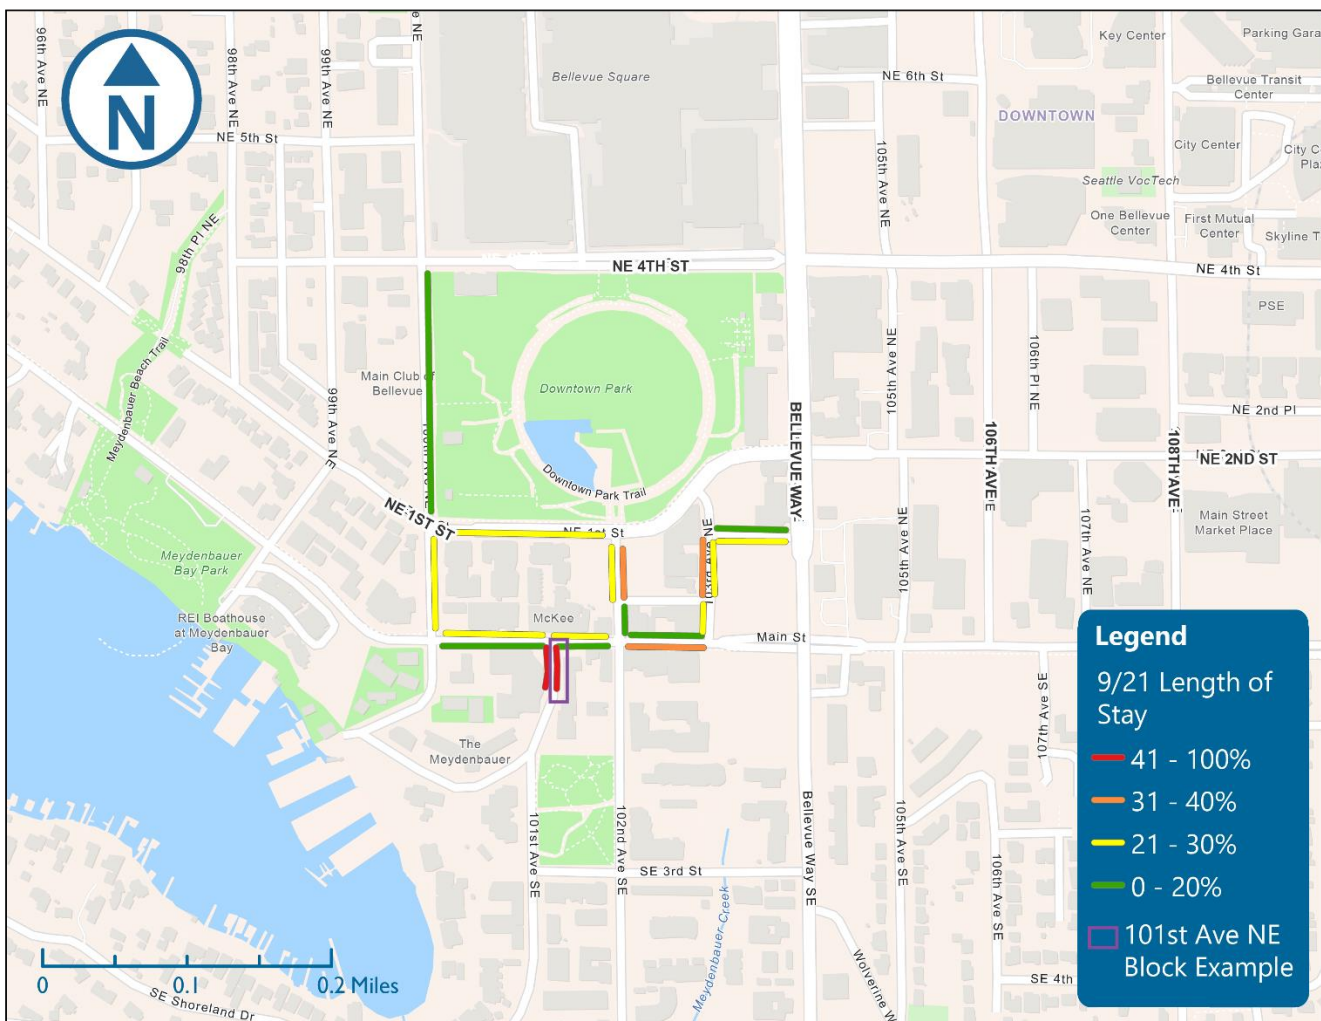 96th Ave NE
98th Ave NE
99th Ave NE
NE
N
Bellevue Square
NE 6th St
Key Center
Parking Gara
Bellevue Transit
Center
DOWNTOWN
NE 5th St
105th Ave NE
City Center
City C
Plaz
Seattle VocTech
98th Pl NE
One Bellevue
Center
First Mutual
Center
Skyline T
NE 4TH ST
NE 4th St
PSE
Meydenbauer Beach Trail
Main Club of
Bellevue
99th Ave NE
Downtown Park
105th Ave NE
106th Pl NE
BELLEVUE WAY
NE 2nd Pl
106TH AVE
NE
108TH AVE
NE 2ND ST
Downtown Park Trail
NE 1ST ST
NE 1st St
105th Ave NE
107th Ave NE
Main Street
Market Place
Meydenbauer
Bay Park
REI Boathouse
at Meydenbauer
Bay
McKee
Main St
The
Meydenbauer
107th Ave SE
101st Ave SE
102nd Ave SE
Bellevue Way SE
105th Ave SE
106th Ave SE
SE 3rd St
Meydenbauer Creek
Wolverine W
SE 4th
SE Shoreland Dr
0
0.1
0.2 Miles
Legend
9/21 Length of
Stay
41 - 100%
31 - 40%
21 - 30%
0 - 20%
101st Ave NE
Block Example